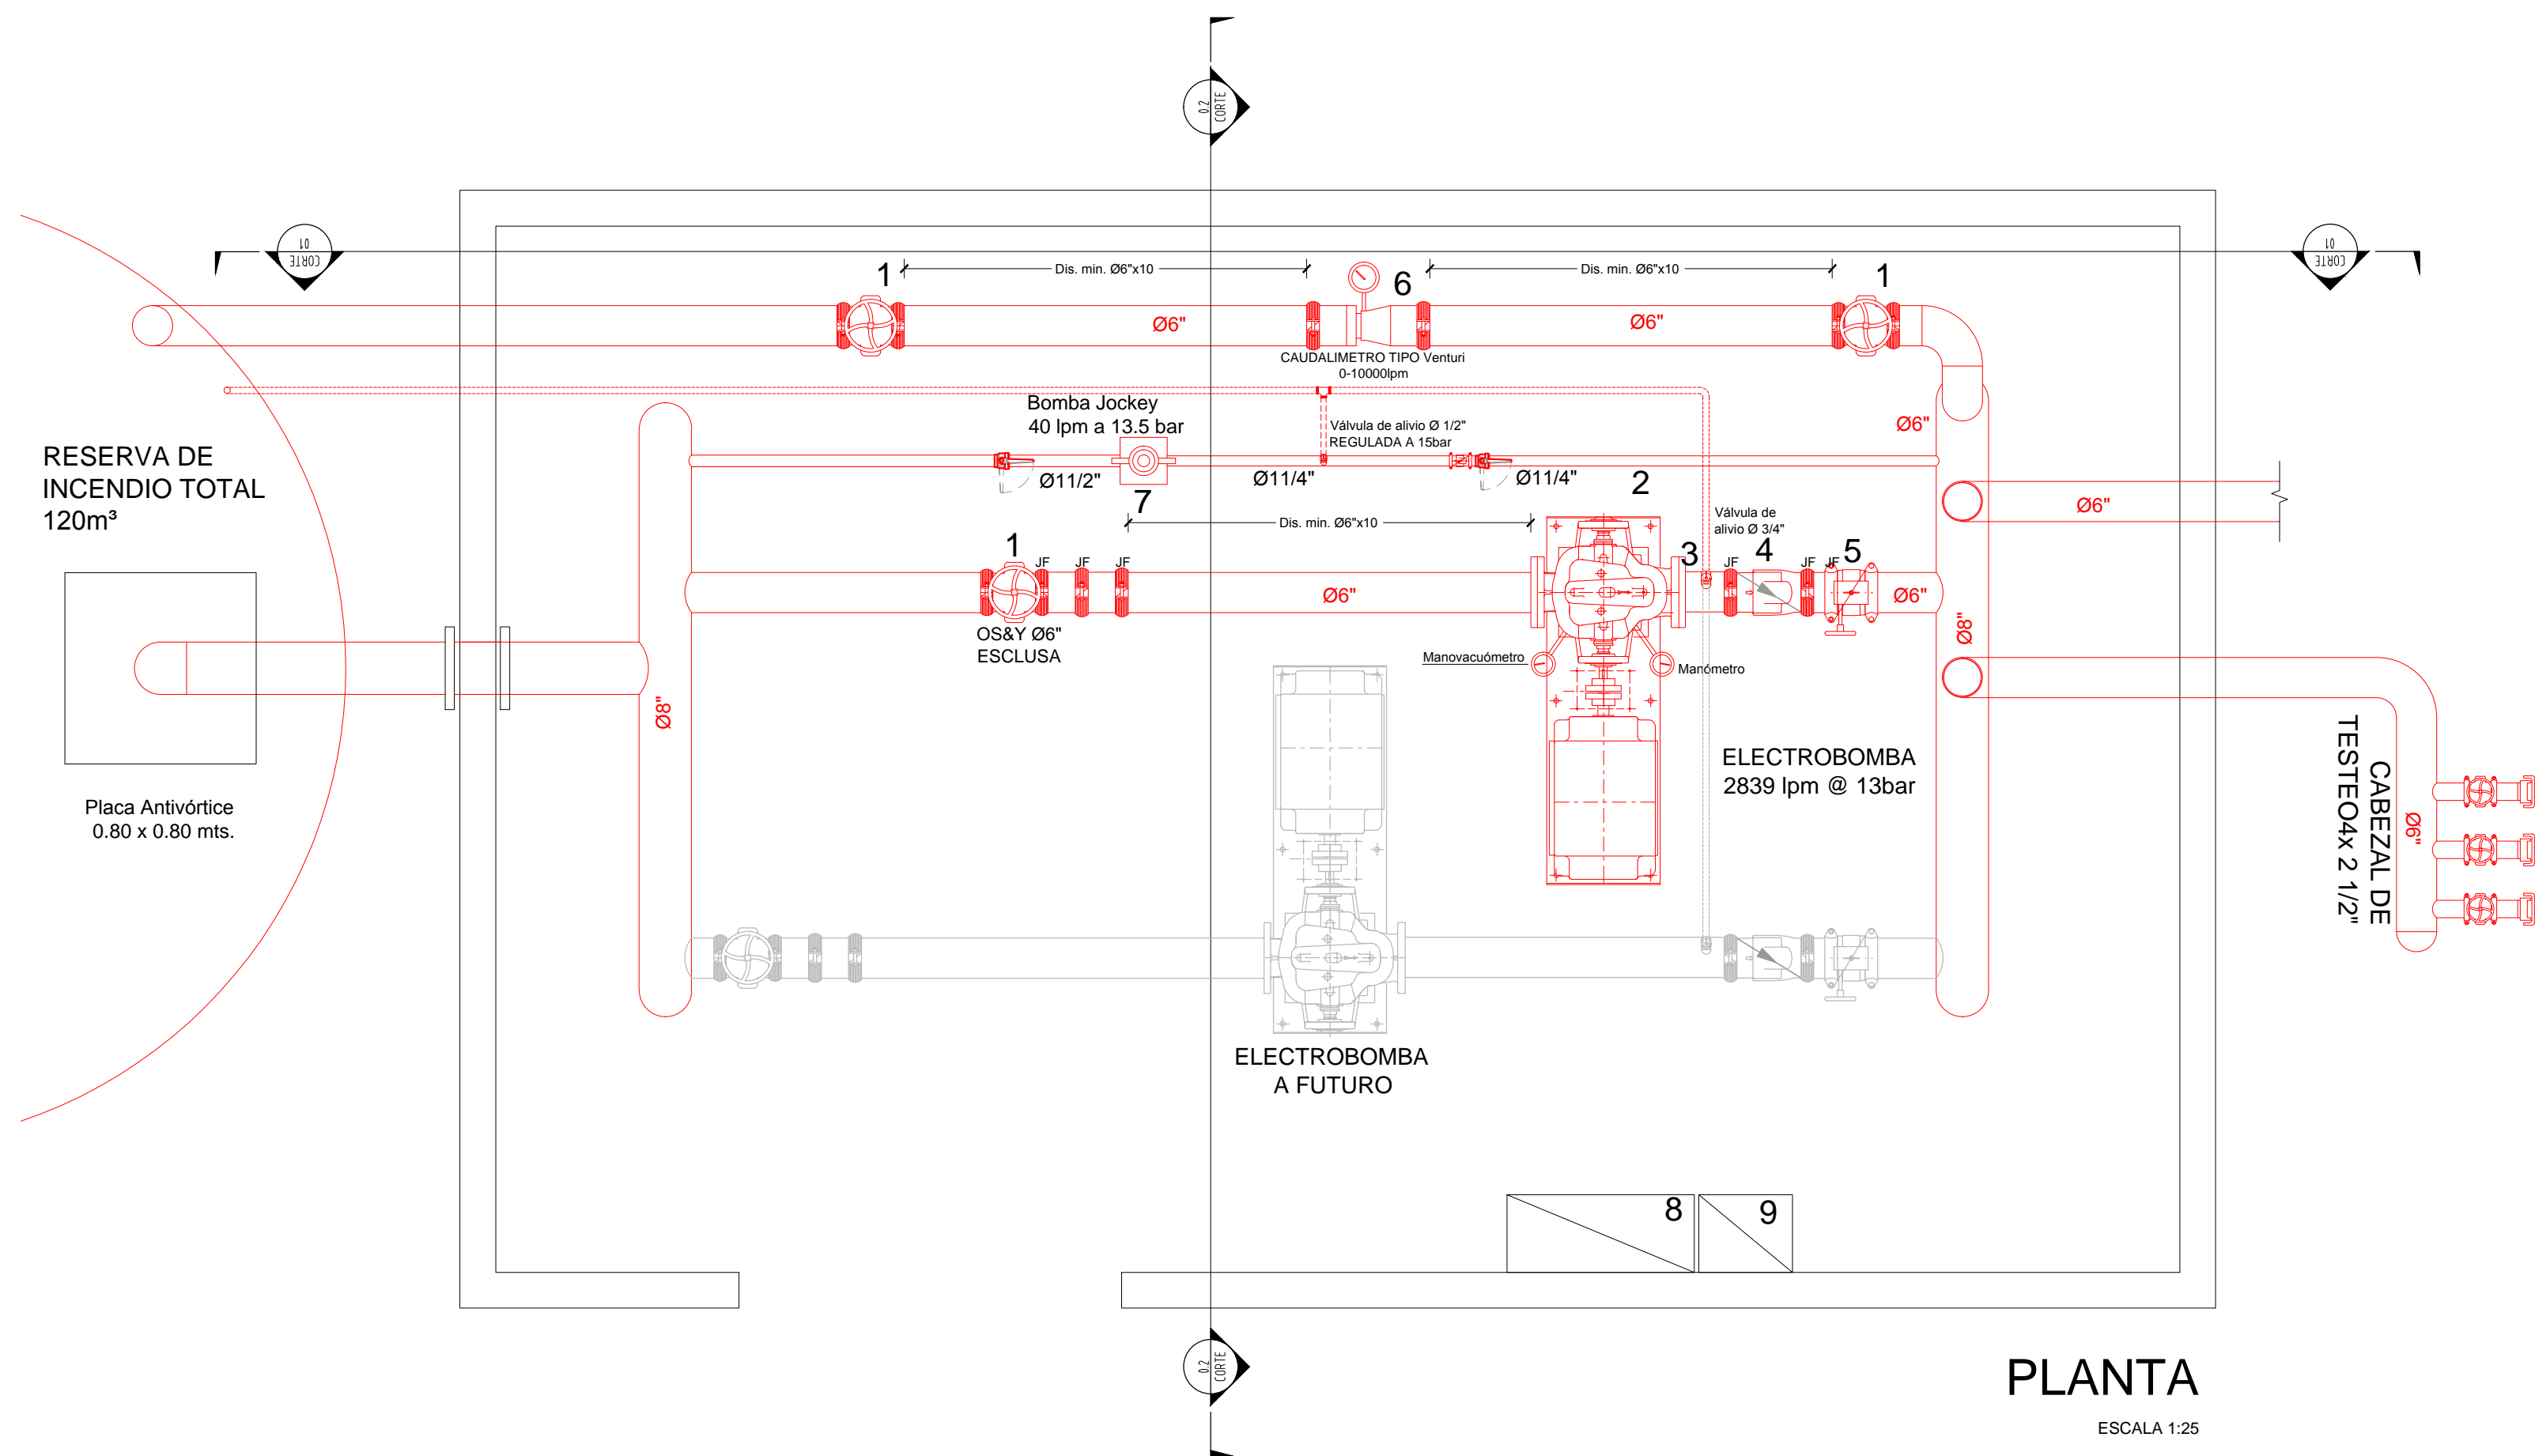 0.2
CORTE
CORTE
01
CORTE
01
1
Dis. min. Ø6"x10
6
Dis. min. Ø6"x10
1
Ø6"
Ø6"
CAUDALIMETRO TIPO Venturi
0-10000lpm
Bomba Jockey
40 lpm a 13.5 bar
Válvula de alivio Ø 1/2"
REGULADA A 15bar
Ø6"
RESERVA DE
INCENDIO TOTAL
120m³
Ø11/2"
7
Ø11/4"
Ø11/4"
2
Ø6"
Dis. min. Ø6"x10
Válvula de
alivio Ø 3/4"
1
JF
JF
JF
3
JF
4
JF
JF
5
Ø6"
Ø6"
OS&Y Ø6"
ESCLUSA
Ø8"
Manovacuómetro
Manómetro
Ø8"
ELECTROBOMBA
2839 lpm @ 13bar
CABEZAL DE
TESTEO4x 2 1/2"
Ø6"
Placa Antivórtice
0.80 x 0.80 mts.
ELECTROBOMBA
A FUTURO
8
9
0.2
CORTE
PLANTA
ESCALA 1:25